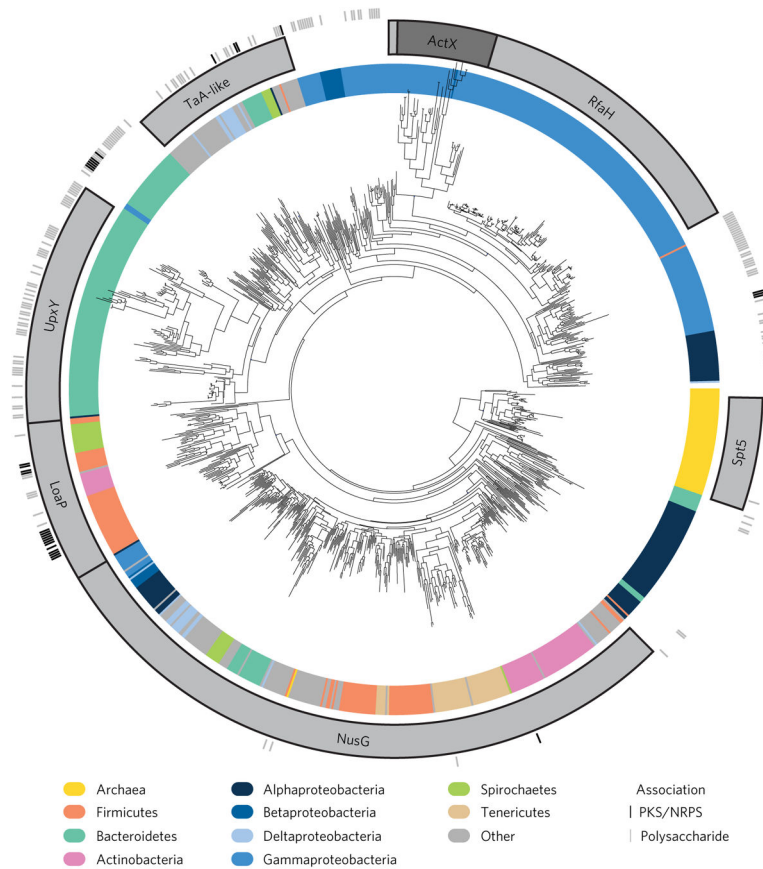 ActX
RfaH
TaA-like
UpxY
LoaP
Spt5
NusG
Archaea
Firmicutes
Bacteroidetes
Actinobacteria
Alphaproteobacteria
Betaproteobacteria
Deltaproteobacteria
Gammaproteobacteria
Spirochaetes
Tenericutes
Other
Association
PKS/NRPS
Polysaccharide